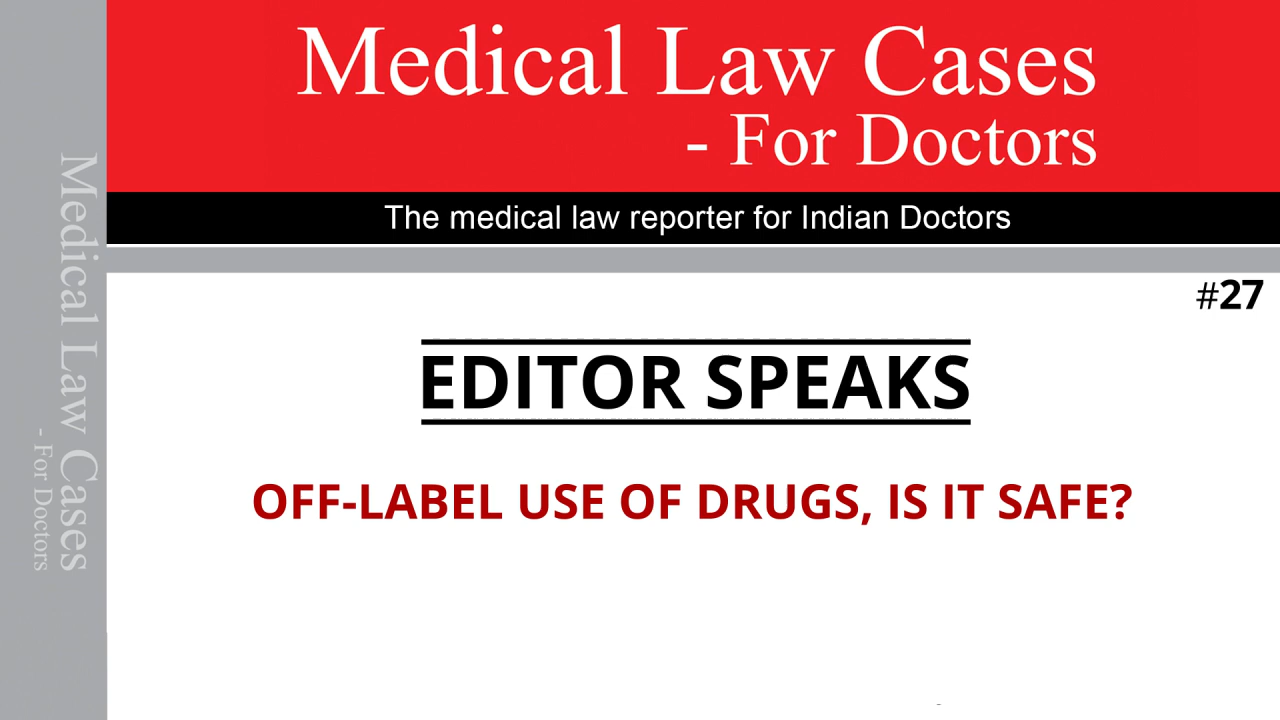 Medical Law Cases
- For Doctors
The medical law reporter for Indian Doctors
Medical Law Cases
- For Doctors
#27
EDITOR SPEAKS
OFF-LABEL USE OF DRUGS, IS IT SAFE?